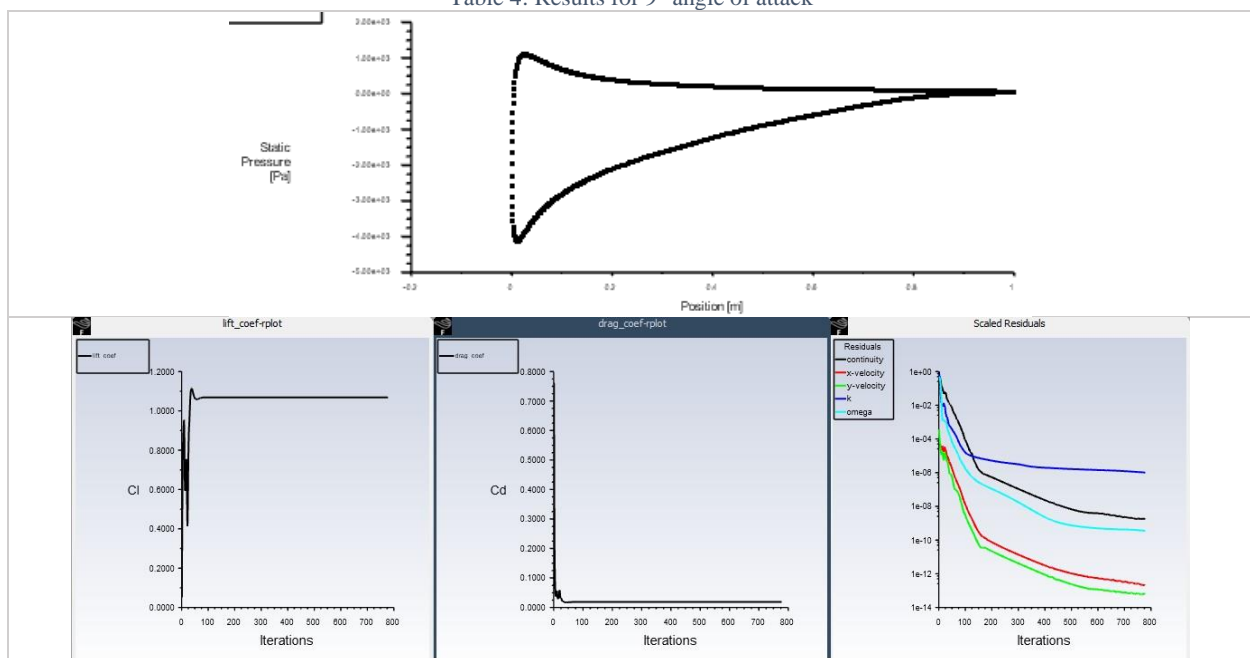 Table 4: Results for 9° angle of attack
2.00e+03
1.00e+03
0.00e+00
-1.00e+03
-2.00e+03
-3.00e+03
-4.00e+03
-5.00e+03
Static
Pressure
[Pa]
-0.2 0 0.2 0.4 0.6 0.8 1
Position [m]
lift_coef-rplot
lift_coef
1.2000
1.0000
0.8000
0.6000
0.4000
0.2000
0.0000
Cl
0 100 200 300 400 500 600 700 800
Iterations
drag_coef-rplot
drag_coef
0.8000
0.7000
0.6000
0.5000
0.4000
0.3000
0.2000
0.1000
0.0000
Cd
0 100 200 300 400 500 600 700 800
Iterations
Scaled Residuals
Residuals
continuity
x-velocity
y-velocity
k
omega
1e+00
1e-02
1e-04
1e-06
1e-08
1e-10
1e-12
1e-14
0 100 200 300 400 500 600 700 800
Iterations